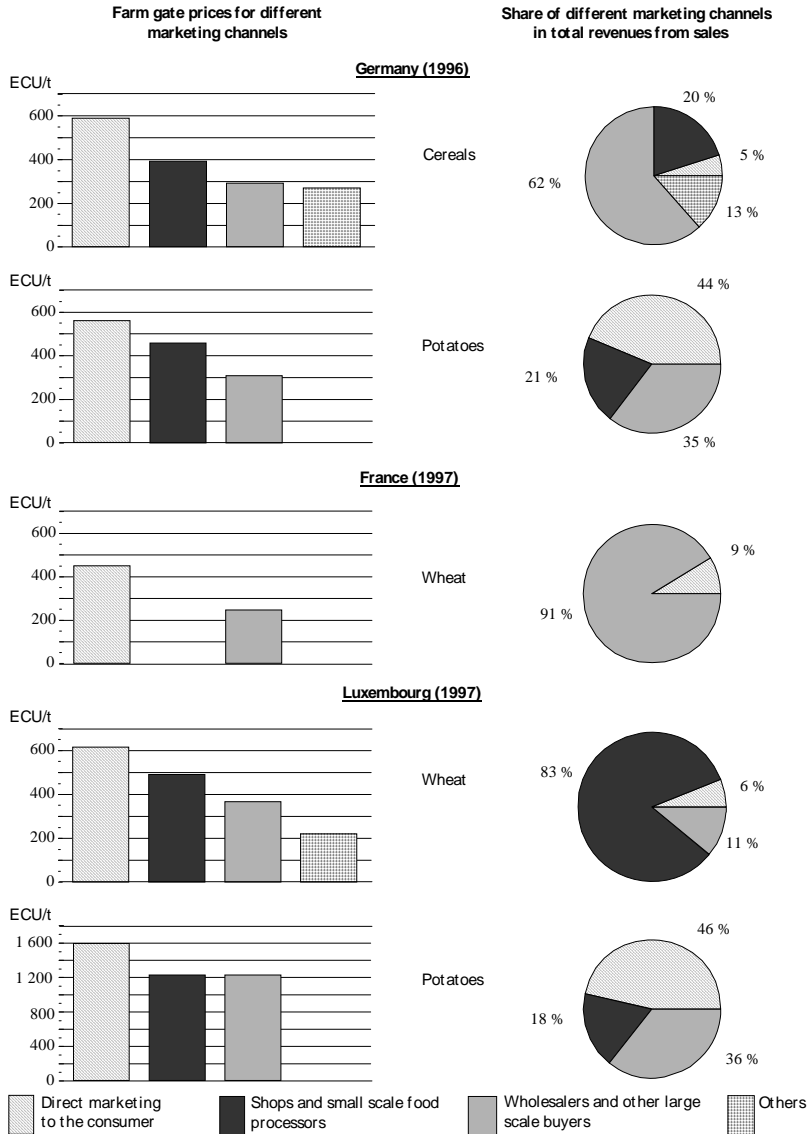 Farm gate prices for different
marketing channels
Share of different marketing channels
in total revenues from sales
Germany (1996)
ECU/t
600
400
200
0
Cereals
20 %
5 %
62 %
13 %
ECU/t
600
400
200
0
Potatoes
44 %
21 %
35 %
France (1997)
ECU/t
600
400
200
0
Wheat
9 %
91 %
Luxembourg (1997)
ECU/t
600
400
200
0
Wheat
83 %
6 %
11 %
ECU/t
1 600
1 200
800
400
0
Potatoes
46 %
18 %
36 %
Direct marketing
to the consumer
Shops and small scale food
processors
Wholesalers and other large
scale buyers
Others